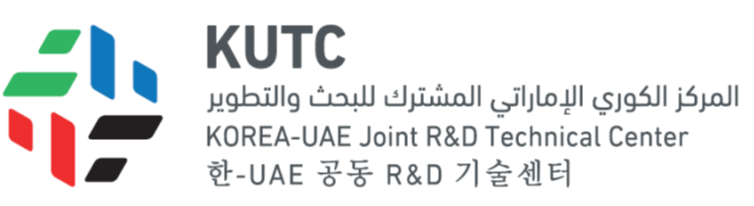 KUTC
المركز الكوري الإماراتي المشترك للبحث والتطوير
KOREA-UAE Joint R&D Technical Center
한-UAE 공동 R&D 기술센터